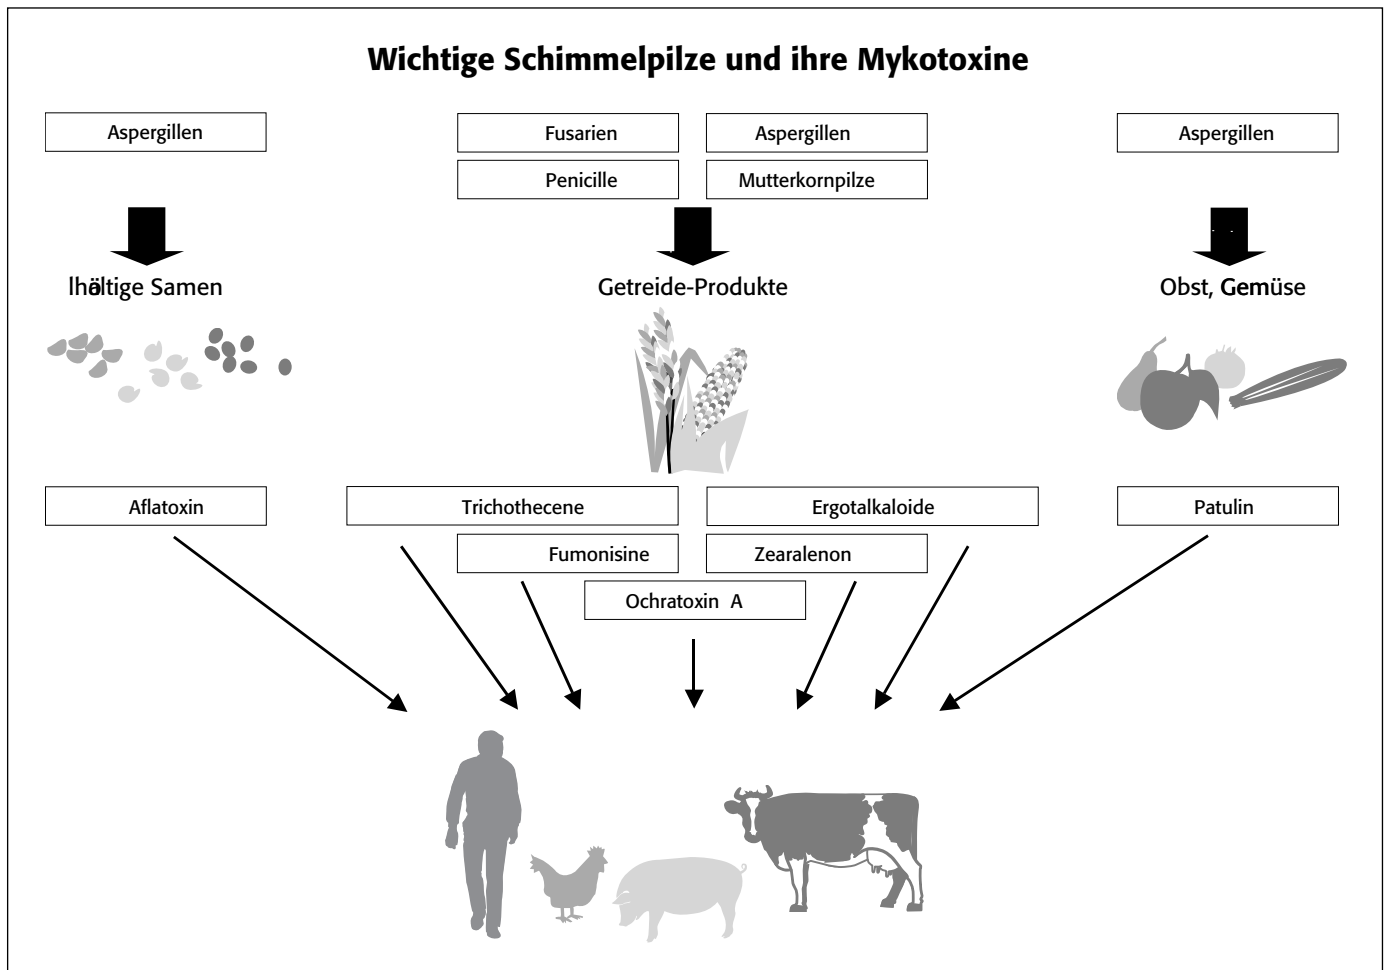 Wichtige Schimmelpilze und ihre Mykotoxine
Aspergillen
Fusarien
Aspergillen
Aspergillen
Penicille
Mutterkornpilze
Samen
Getreide-Produkte
Obst, Gemüse
Aflatoxin
Trichothecene
Ergotalkaloide
Patulin
Fumonisine
Zearalenon
Ochratoxin A